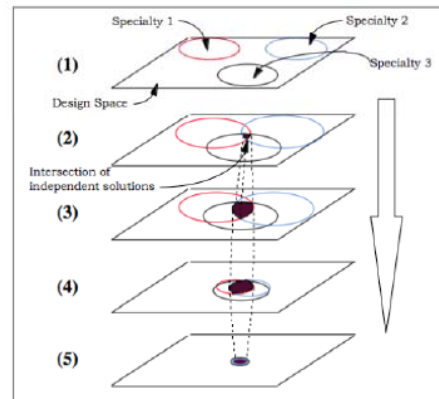 Specialty 1
Specialty 2
(1)
Specialty 3
Design Space
(2)
Intersection of
independent solutions
(3)
(4)
(5)